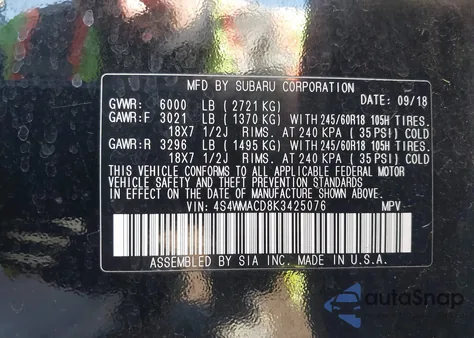 MFD BY SUBARU CORPORATION
GVWR: 6000 LB (2721 KG) DATE: 09/18
GAWR:F 3021 LB (1370 KG) WITH 245/60R18 105H TIRES.
18X7 1/2J RIMS. AT 240 KPA ( 35 PSI) COLD
GAWR:R 3296 LB (1495 KG) WITH 245/60R18 105H TIRES.
18X7 1/2J RIMS. AT 240 KPA ( 35 PSI) COLD
THIS VEHICLE CONFORMS TO ALL APPLICABLE FEDERAL MOTOR
VEHICLE SAFETY AND THEFT PREVENTION STANDARDS
IN EFFECT ON THE DATE OF MANUFACTURE SHOWN ABOVE.
VIN: 4S4WMACD8K3425076 MPV
ASSEMBLED BY SIA INC. MADE IN U.S.A.
autoSnap